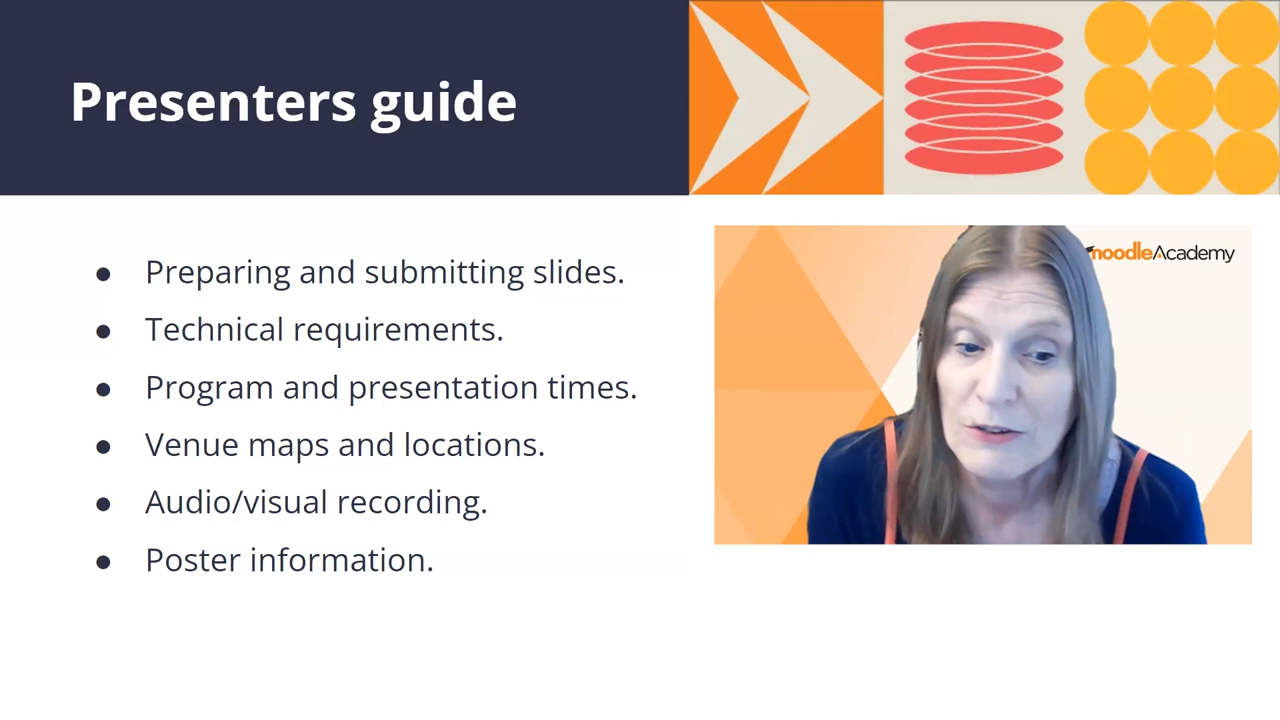 Presenters guide
moodleAcademy
● Preparing and submitting slides.
● Technical requirements.
● Program and presentation times.
● Venue maps and locations.
● Audio/visual recording.
● Poster information.